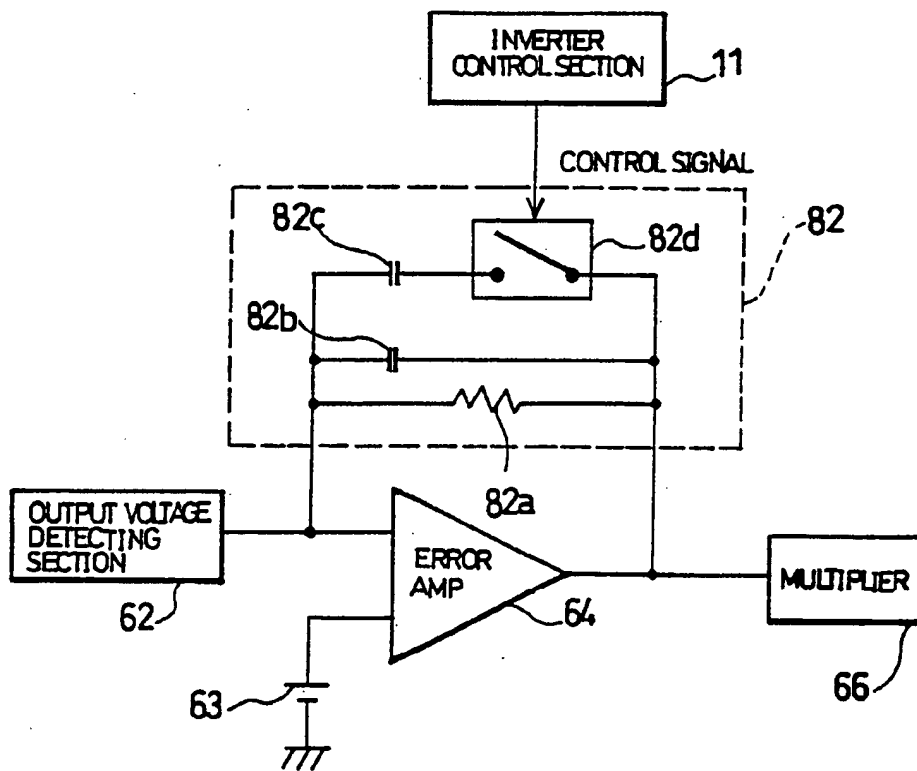 INVERTER
CONTROL SECTION
11
CONTROL SIGNAL
82c
82d
82
82b
82a
OUTPUT VOLTAGE
DETECTING
SECTION
62
ERROR
AMP
64
MULTIPLIER
66
63